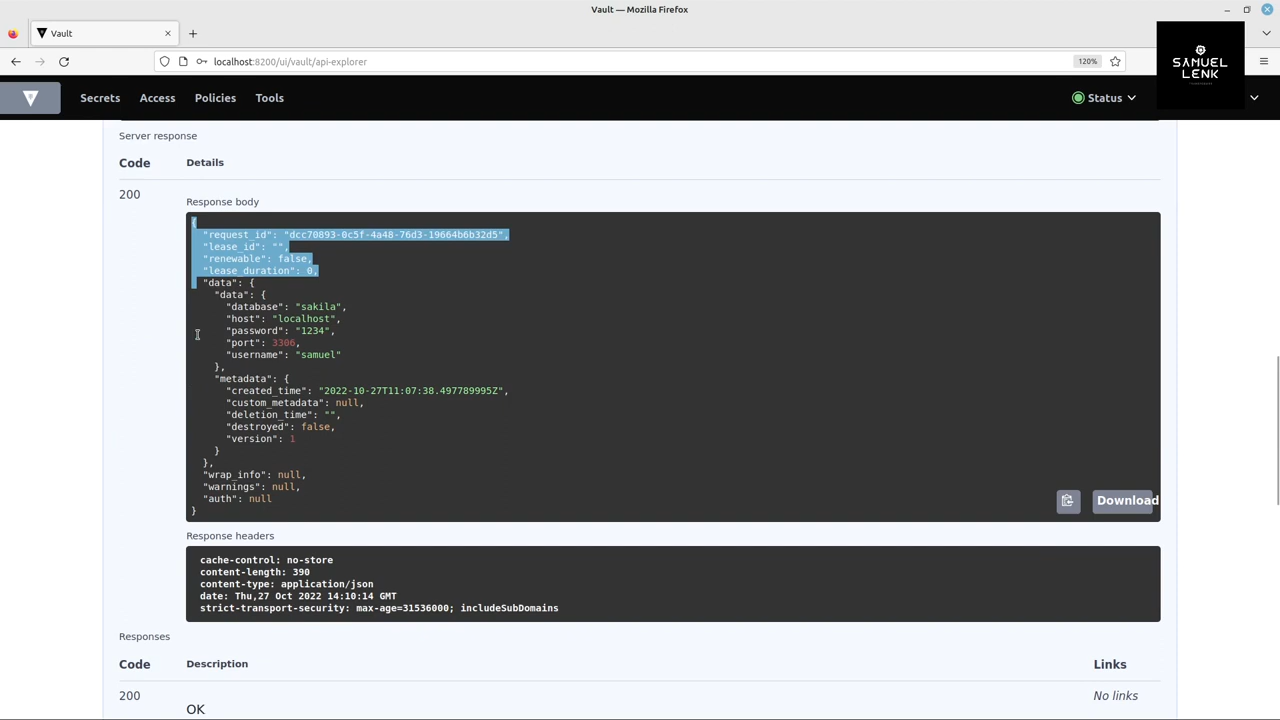 Vault — Mozilla Firefox
Vault
localhost:8200/ui/vault/api-explorer
120%
SAMUEL
LENK
Secrets
Access
Policies
Tools
Status
Server response
Code
Details
200
Response body
{
"request_id": "dcc70893-0c5f-4a48-76d3-19664b6b32d5",
"lease_id": "",
"renewable": false,
"lease_duration": 0,
"data": {
"data": {
"database": "sakila",
"host": "localhost",
"password": "1234",
"port": 3306,
"username": "samuel"
},
"metadata": {
"created_time": "2022-10-27T11:07:38.497789995Z",
"custom_metadata": null,
"deletion_time": "",
"destroyed": false,
"version": 1
}
},
"wrap_info": null,
"warnings": null,
"auth": null
}
Download
Response headers
cache-control: no-store
content-length: 390
content-type: application/json
date: Thu,27 Oct 2022 14:10:14 GMT
strict-transport-security: max-age=31536000; includeSubDomains
Responses
Code
Description
Links
200
No links
OK